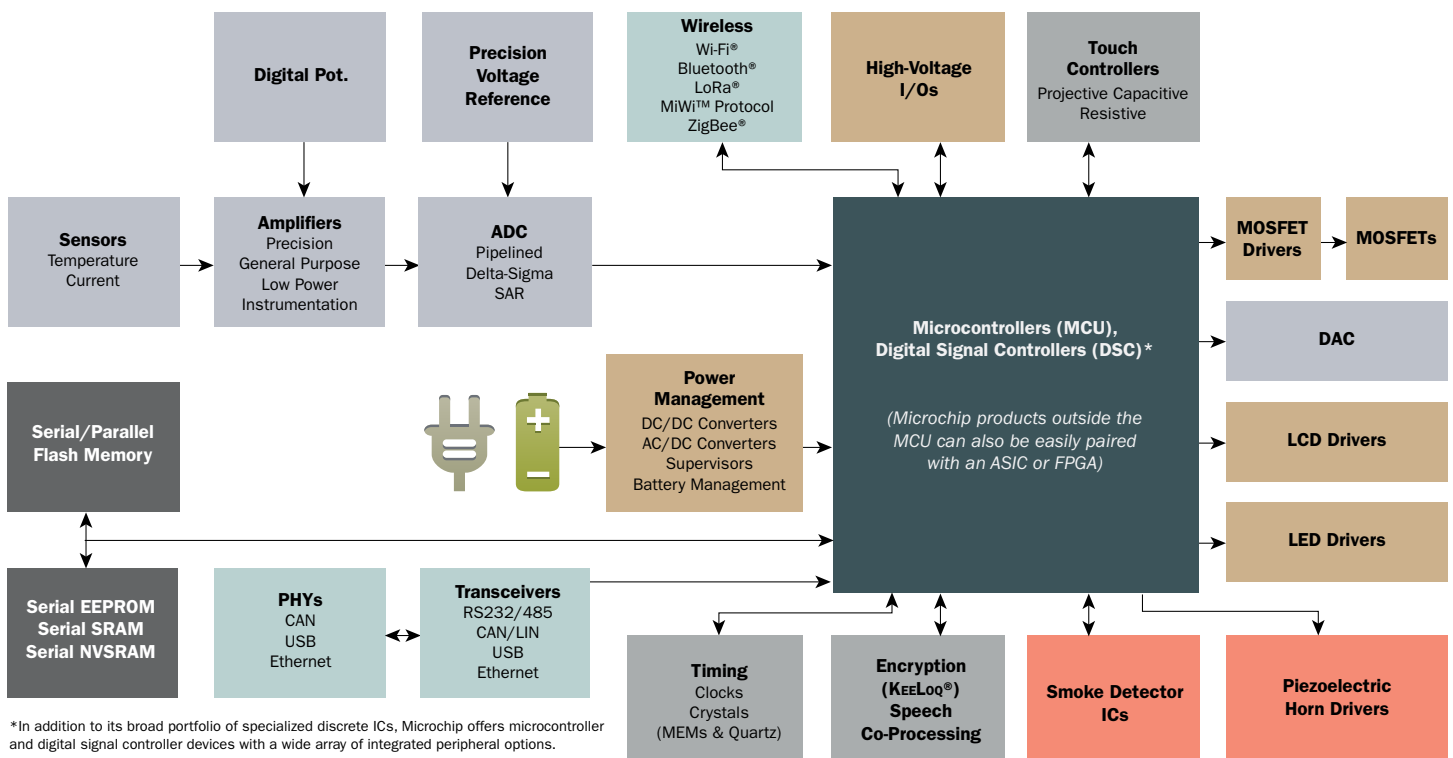 Digital Pot.
Precision
Voltage
Reference
Wireless
Wi-Fi®
Bluetooth®
LoRa®
MiWi™ Protocol
ZigBee®
High-Voltage
I/Os
Touch
Controllers
Projective Capacitive
Resistive
Sensors
Temperature
Current
Amplifiers
Precision
General Purpose
Low Power
Instrumentation
ADC
Pipelined
Delta-Sigma
SAR
Microcontrollers (MCU),
Digital Signal Controllers (DSC)*
(Microchip products outside the
MCU can also be easily paired
with an ASIC or FPGA)
MOSFET
Drivers
MOSFETs
DAC
LCD Drivers
LED Drivers
Serial/Parallel
Flash Memory
Power
Management
DC/DC Converters
AC/DC Converters
Supervisors
Battery Management
Serial EEPROM
Serial SRAM
Serial NVSRAM
PHYs
CAN
USB
Ethernet
Transceivers
RS232/485
CAN/LIN
USB
Ethernet
Timing
Clocks
Crystals
(MEMs & Quartz)
Encryption
(KEELOQ®)
Speech
Co-Processing
Smoke Detector
ICs
Piezoelectric
Horn Drivers
*In addition to its broad portfolio of specialized discrete ICs, Microchip offers microcontroller
and digital signal controller devices with a wide array of integrated peripheral options.